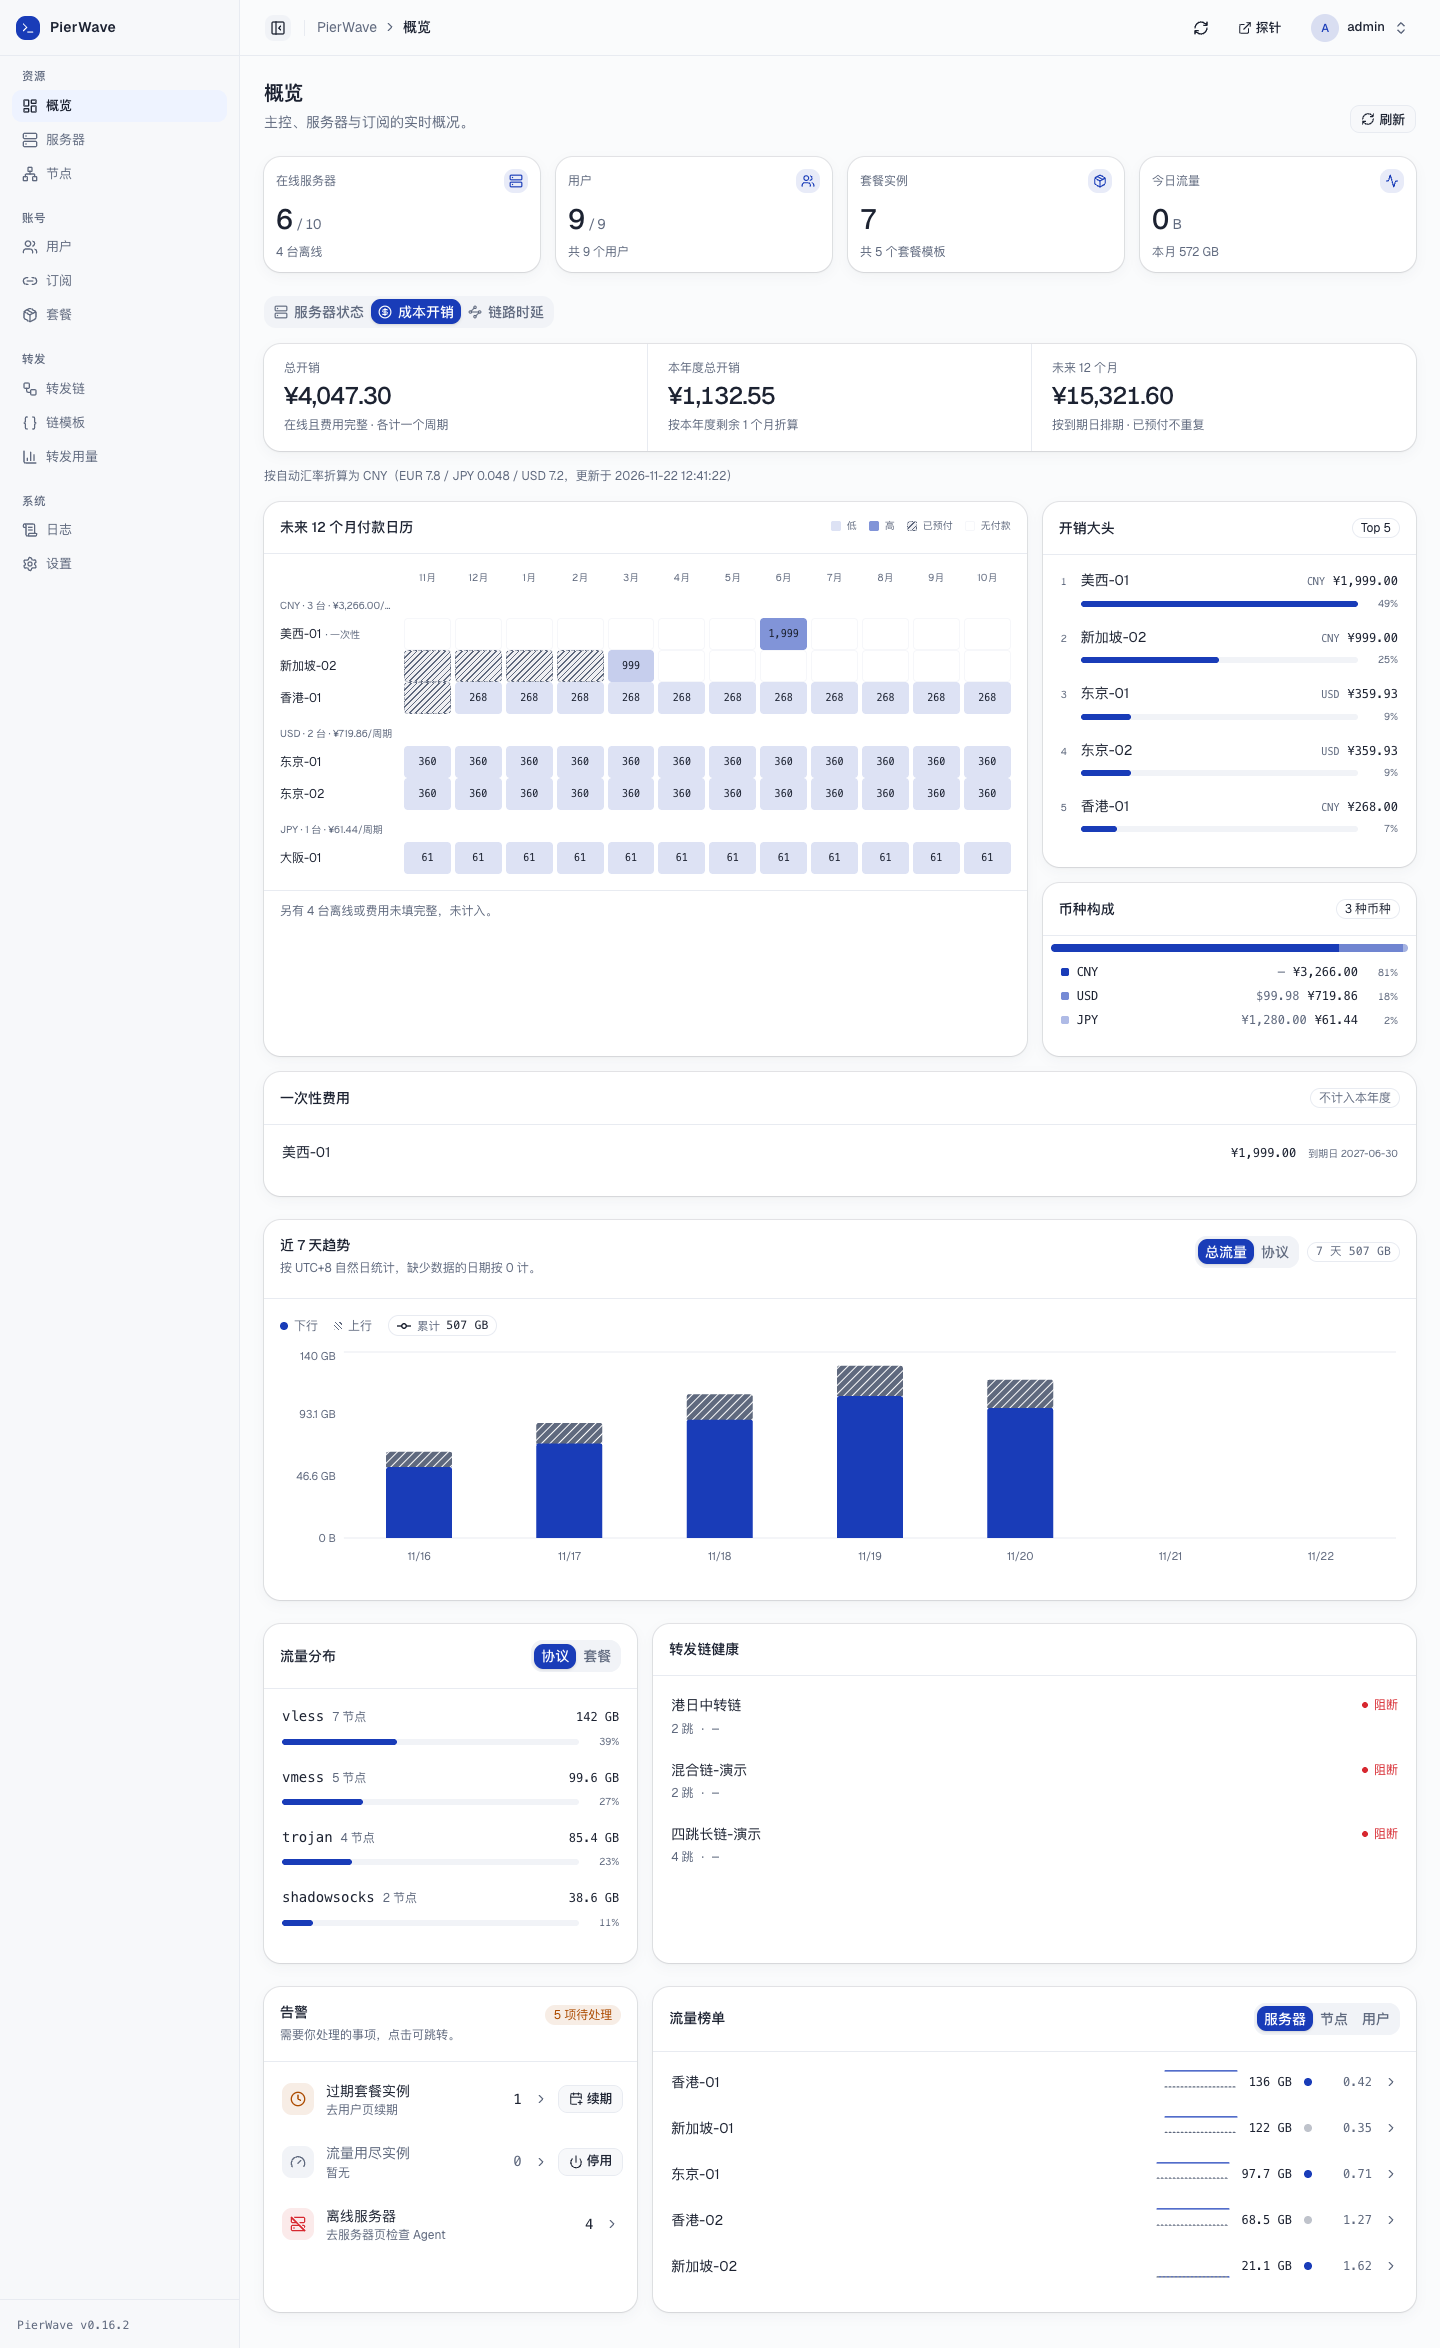 PierWave
PierWave > 概览
探针
A admin
资源
概览
服务器
节点
账号
用户
订阅
套餐
转发
转发链
链模板
转发用量
系统
日志
设置
PierWave v0.16.2
概览
主控、服务器与订阅的实时概况。
刷新
在线服务器
6 / 10
4 台离线
用户
9 / 9
共 9 个用户
套餐实例
7
共 5 个套餐模板
今日流量
0 B
本月 572 GB
服务器状态 成本开销 链路时延
总开销
¥4,047.30
在线且费用完整 · 各计一个周期
本年度总开销
¥1,132.55
按本年度剩余 1 个月折算
未来 12 个月
¥15,321.60
按到期日排期 · 已预付不重复
按自动汇率折算为 CNY（EUR 7.8 / JPY 0.048 / USD 7.2，更新于 2026-11-22 12:41:22）
未来 12 个月付款日历
低 高 已预付 无付款
11月 12月 1月 2月 3月 4月 5月 6月 7月 8月 9月 10月
CNY · 3 台 · ¥3,266.00/...
美西-01 · 一次性 1,999
新加坡-02 999
香港-01 268 268 268 268 268 268 268 268 268 268 268
USD · 2 台 · ¥719.86/周期
东京-01 360 360 360 360 360 360 360 360 360 360 360 360
东京-02 360 360 360 360 360 360 360 360 360 360 360 360
JPY · 1 台 · ¥61.44/周期
大阪-01 61 61 61 61 61 61 61 61 61 61 61 61
另有 4 台离线或费用未填完整，未计入。
开销大头 Top 5
1 美西-01 CNY ¥1,999.00
49%
2 新加坡-02 CNY ¥999.00
25%
3 东京-01 USD ¥359.93
9%
4 东京-02 USD ¥359.93
9%
5 香港-01 CNY ¥268.00
7%
币种构成 3 种币种
CNY — ¥3,266.00 81%
USD $99.98 ¥719.86 18%
JPY ¥1,280.00 ¥61.44 2%
一次性费用 不计入本年度
美西-01 ¥1,999.00 到期日 2027-06-30
近 7 天趋势
按 UTC+8 自然日统计，缺少数据的日期按 0 计。
总流量 协议 7 天 507 GB
下行 上行 累计 507 GB
140 GB
93.1 GB
46.6 GB
0 B
11/16 11/17 11/18 11/19 11/20 11/21 11/22
流量分布 协议 套餐
vless 7 节点 142 GB
39%
vmess 5 节点 99.6 GB
27%
trojan 4 节点 85.4 GB
23%
shadowsocks 2 节点 38.6 GB
11%
转发链健康
港日中转链 阻断
2 跳 · —
混合链-演示 阻断
2 跳 · —
四跳长链-演示 阻断
4 跳 · —
告警 5 项待处理
需要你处理的事项，点击可跳转。
过期套餐实例 1 续期
去用户页续期
流量用尽实例 0 停用
暂无
离线服务器 4
去服务器页检查 Agent
流量榜单 服务器 节点 用户
香港-01 136 GB 0.42
新加坡-01 122 GB 0.35
东京-01 97.7 GB 0.71
香港-02 68.5 GB 1.27
新加坡-02 21.1 GB 1.62